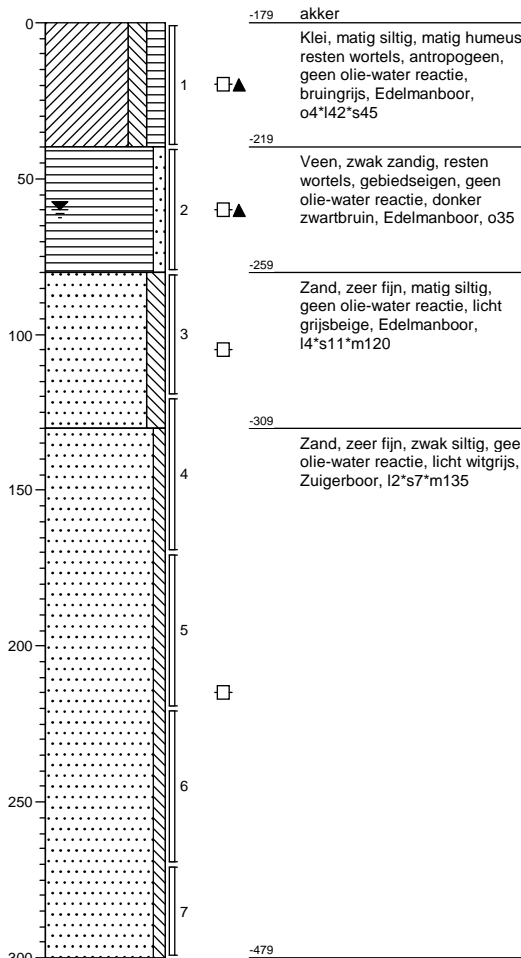 -179 akker
0
Klei, matig siltig, matig humeus
resten wortels, antropogeen,
geen olie-water reactie,
bruingrijs, Edelmanboor,
o4*l42*s45
1
-219
Veen, zwak zandig, resten
wortels, gebiedseigen, geen
olie-water reactie, donker
zwartbruin, Edelmanboor, o35
50
2
-259
Zand, zeer fijn, matig siltig,
geen olie-water reactie, licht
grijsbeige, Edelmanboor,
l4*s11*m120
100
3
-309
Zand, zeer fijn, zwak siltig, gee
olie-water reactie, licht witgrijs,
Zuigerboor, l2*s7*m135
4
150
5
200
6
250
7
300
-479